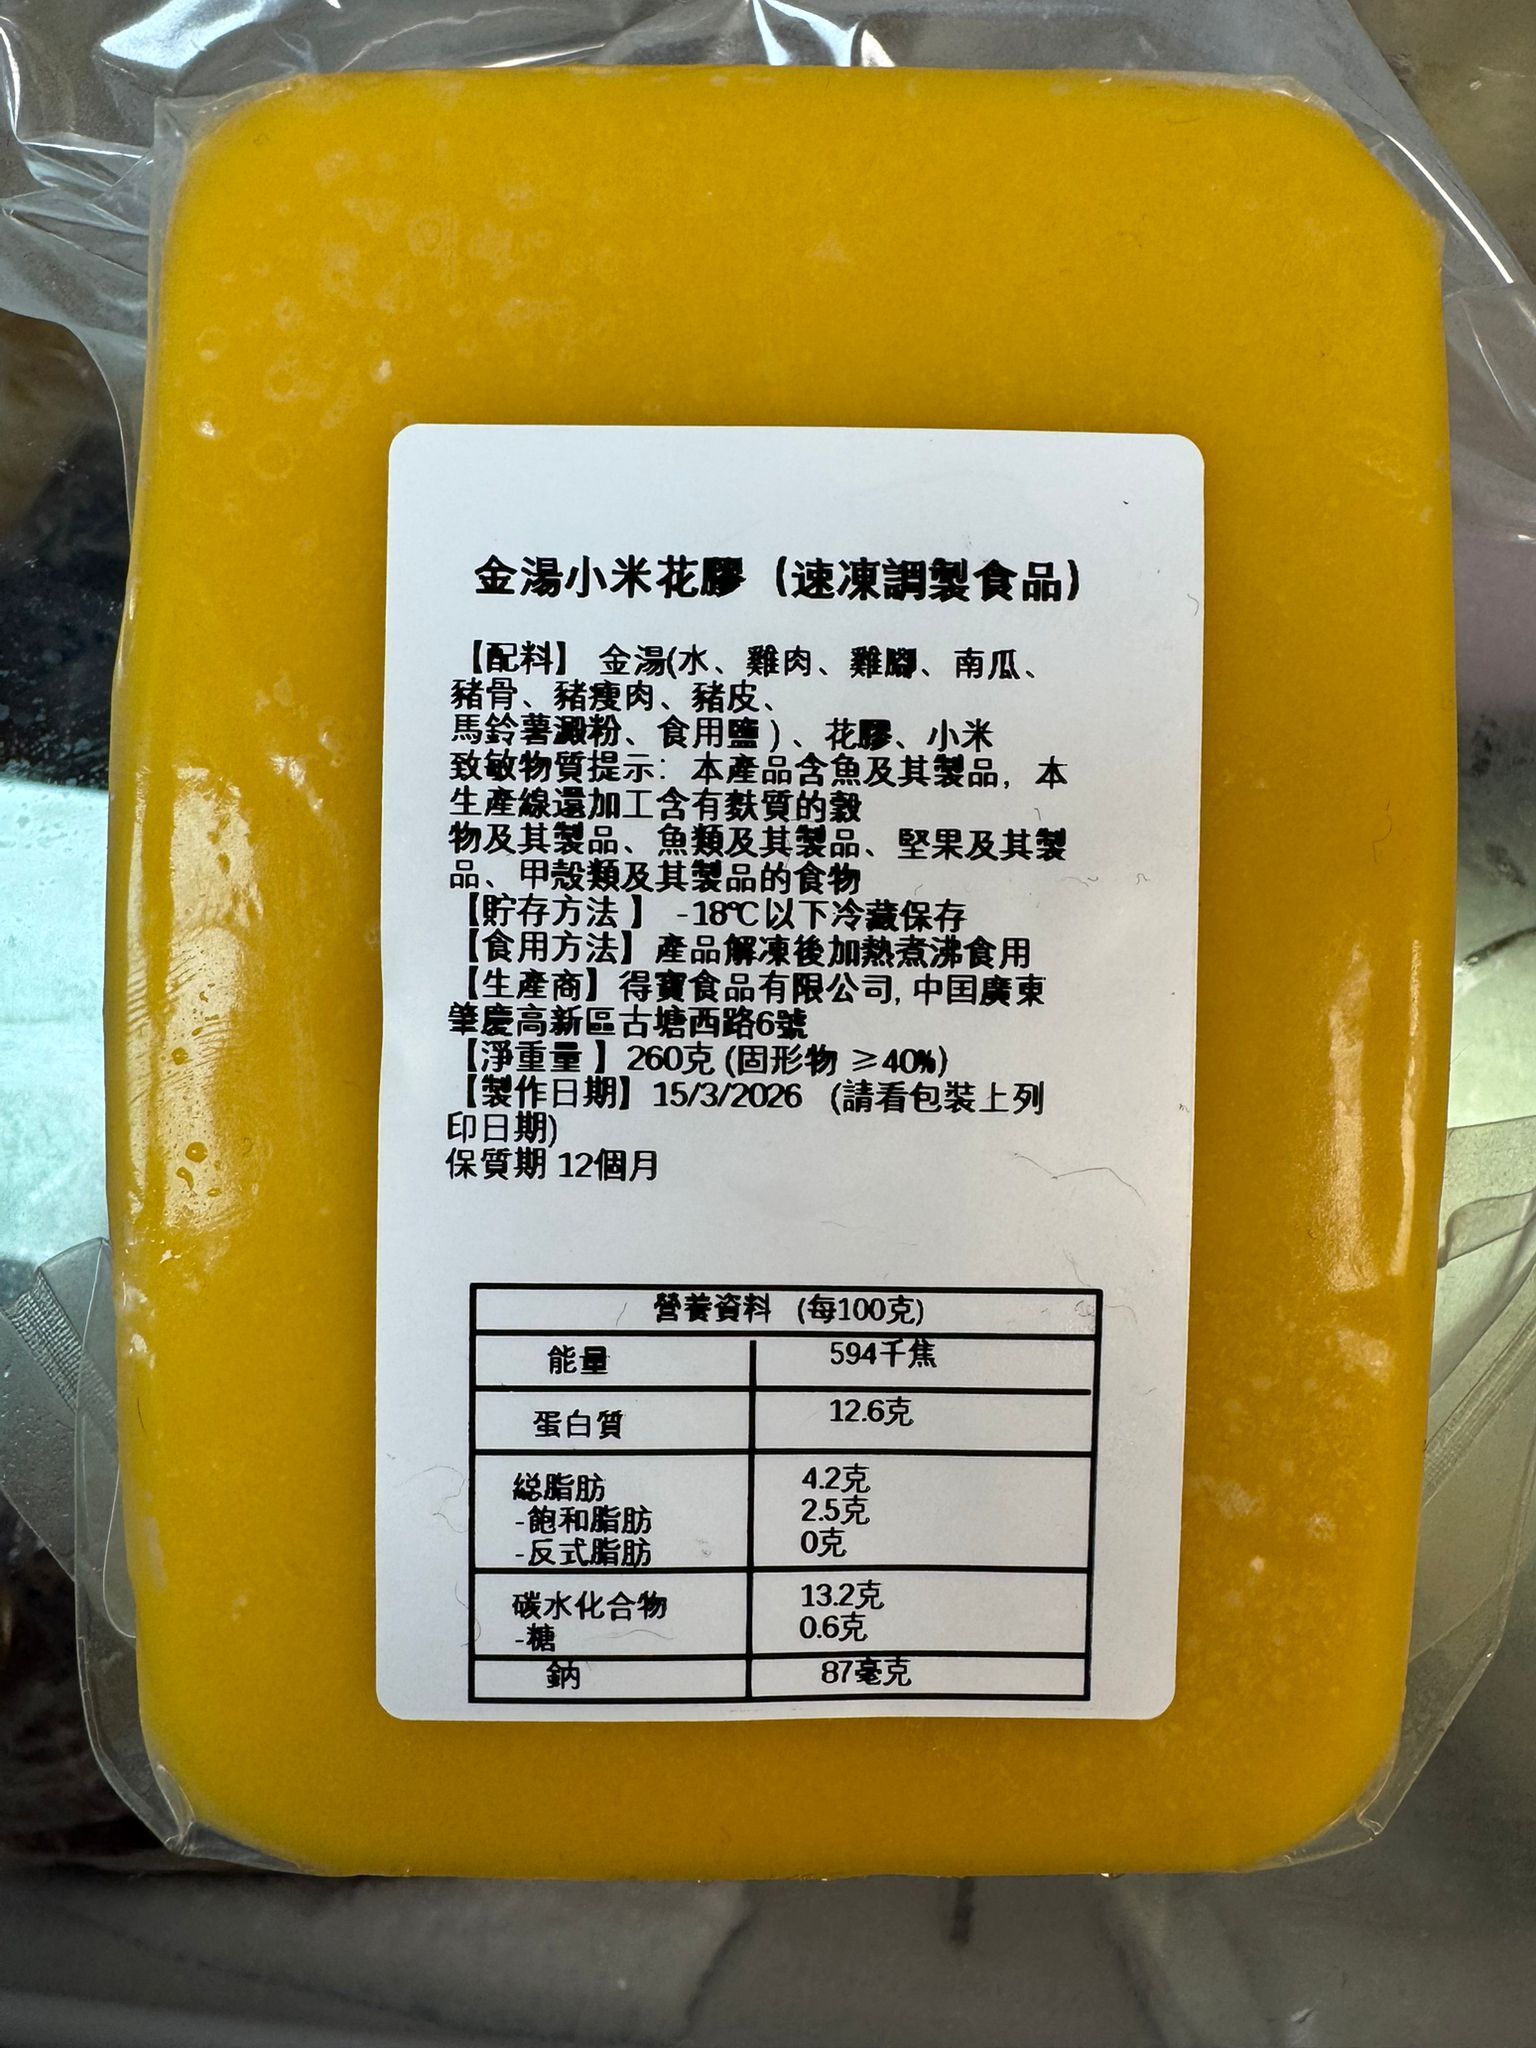 金湯小米花膠（速凍調製食品）
【配料】 金湯(水、雞肉、雞腳、南瓜、
豬骨、豬瘦肉、豬皮、
馬鈴薯澱粉、食用鹽）、花膠、小米
致敏物質提示：本產品含魚及其製品，本
生產線還加工含有麩質的穀
物及其製品、魚類及其製品、堅果及其製
品、甲殼類及其製品的食物
【貯存方法】 -18℃以下冷藏保存
【食用方法】產品解凍後加熱煮沸食用
【生產商】得寶食品有限公司, 中国廣東
肇慶高新區古塘西路6號
【淨重量】260克 (固形物 ≥40%)
【製作日期】15/3/2026 （請看包裝上列
印日期)
保質期 12個月
營養資料 (每100克)
能量 594千焦
蛋白質 12.6克
総脂肪 4.2克
-飽和脂肪 2.5克
-反式脂肪 0克
碳水化合物 13.2克
-糖 0.6克
鈉 87毫克